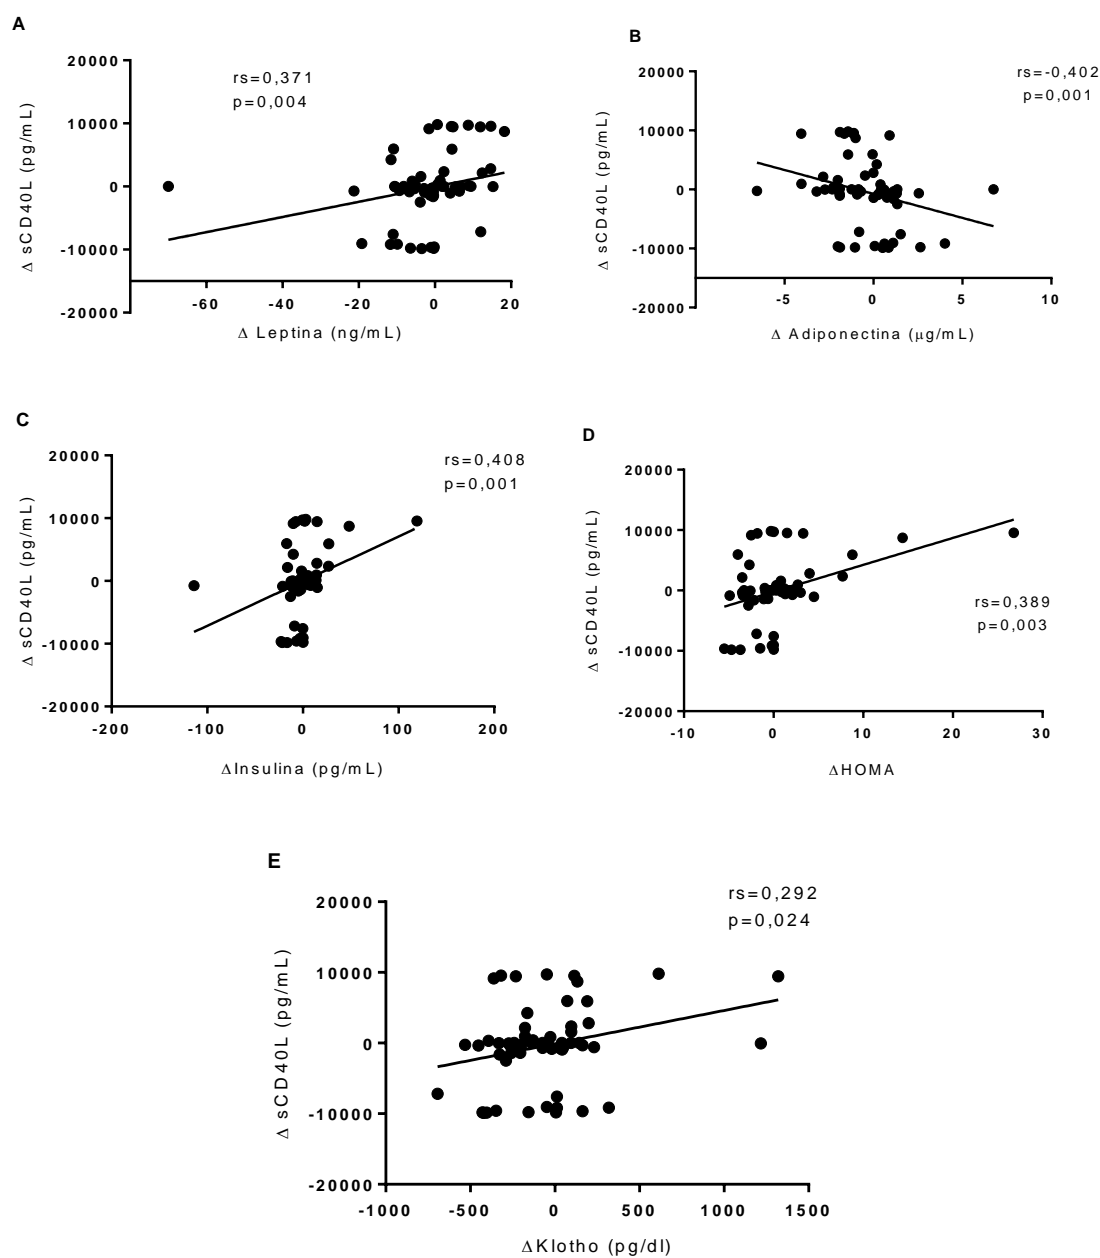 A
rs=0,371
p=0,004
20000
10000
0
-10000
-20000
Δ sCD40L (pg/mL)
-60 -40 -20 0 20
Δ Leptina (ng/mL)
B
rs=-0,402
p=0,001
20000
10000
0
-10000
-20000
Δ sCD40L (pg/mL)
-5 0 5 10
Δ Adiponectina (μg/mL)
C
rs=0,408
p=0,001
20000
10000
0
-10000
-20000
Δ sCD40L (pg/mL)
-200 -100 0 100 200
ΔInsulina (pg/mL)
D
rs=0,389
p=0,003
20000
10000
0
-10000
-20000
Δ sCD40L (pg/mL)
-10 0 10 20 30
ΔHOMA
E
rs=0,292
p=0,024
20000
10000
0
-10000
-20000
Δ sCD40L (pg/mL)
-1000 -500 0 500 1000 1500
ΔKlotho (pg/dl)